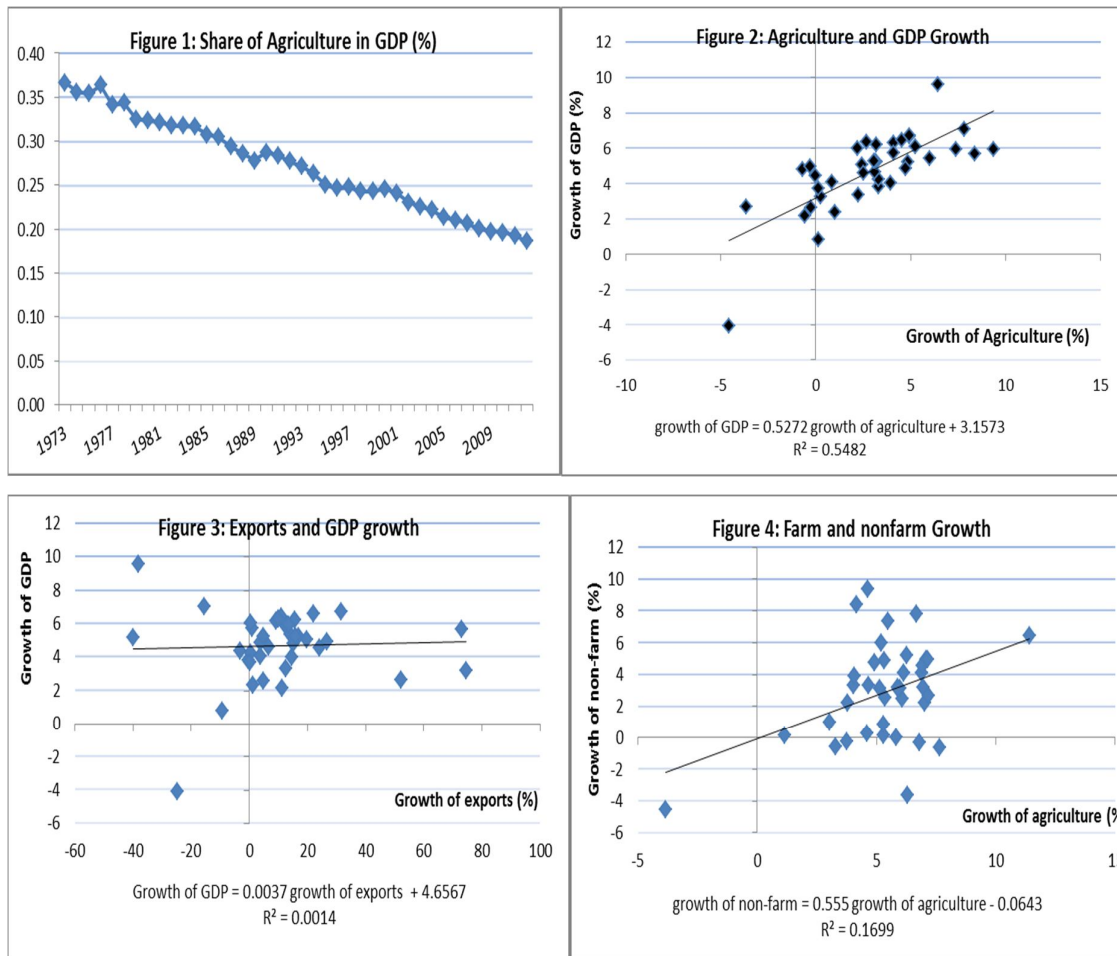 Figure 1: Share of Agriculture in GDP (%)
0.40
0.35
0.30
0.25
0.20
0.15
0.10
0.05
0.00
1973 1977 1981 1985 1989 1993 1997 2001 2005 2009
Figure 2: Agriculture and GDP Growth
Growth of GDP (%)
12
10
8
6
4
2
0
-2
-4
-6
Growth of Agriculture (%)
-10 -5 0 5 10 15
growth of GDP = 0.5272 growth of agriculture + 3.1573
R² = 0.5482
Figure 3: Exports and GDP growth
Growth of GDP
12
10
8
6
4
2
0
-2
-4
-6
Growth of exports (%)
-60 -40 -20 0 20 40 60 80 100
Growth of GDP = 0.0037 growth of exports + 4.6567
R² = 0.0014
Figure 4: Farm and nonfarm Growth
Growth of non-farm (%)
12
10
8
6
4
2
0
-2
-4
-6
Growth of agriculture (%
-5 0 5 10 1
growth of non-farm = 0.555 growth of agriculture - 0.0643
R² = 0.1699